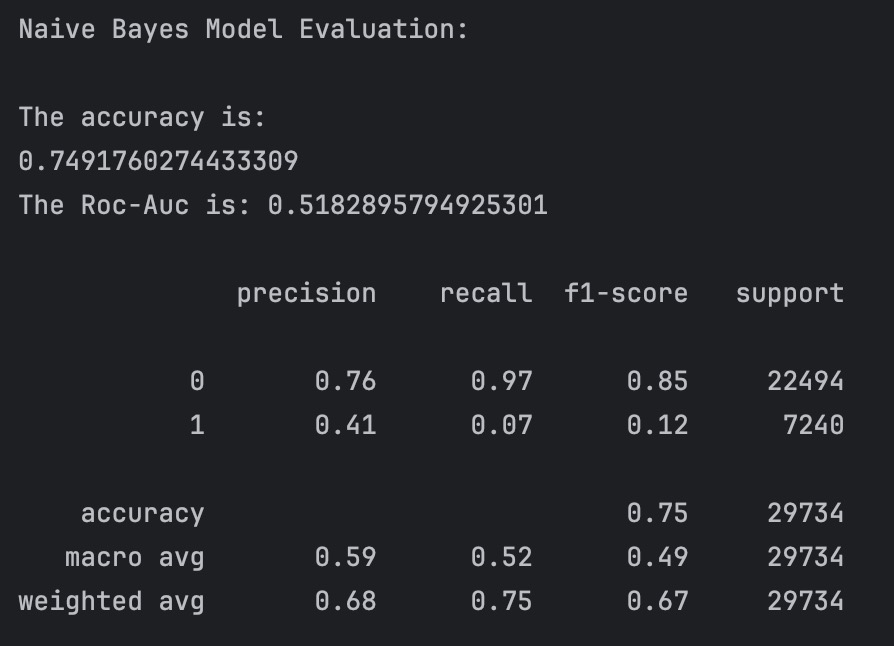 Naive Bayes Model Evaluation:
The accuracy is:
0.7491760274433309
The Roc-Auc is: 0.5182895794925301
precision recall f1-score support
0 0.76 0.97 0.85 22494
1 0.41 0.07 0.12 7240
accuracy 0.75 29734
macro avg 0.59 0.52 0.49 29734
weighted avg 0.68 0.75 0.67 29734